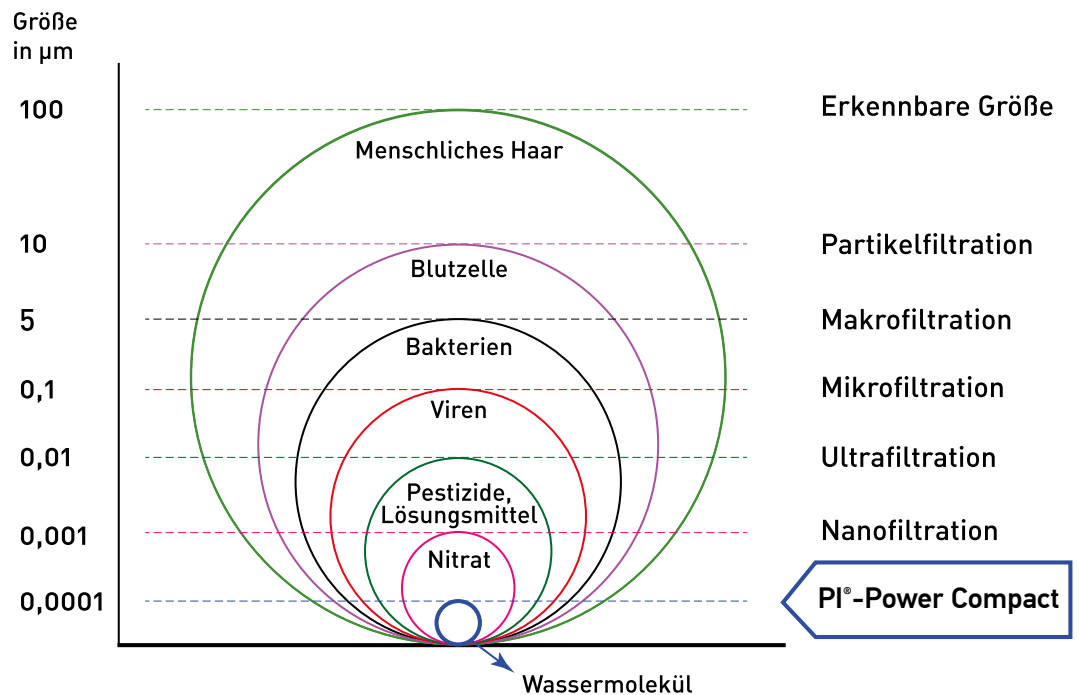 Größe
in µm
100
Erkennbare Größe
Menschliches Haar
10
Partikelfiltration
Blutzelle
5
Makrofiltration
Bakterien
0,1
Mikrofiltration
Viren
0,01
Ultrafiltration
Pestizide,
Lösungsmittel
0,001
Nanofiltration
Nitrat
0,0001
PI®-Power Compact
Wassermolekül